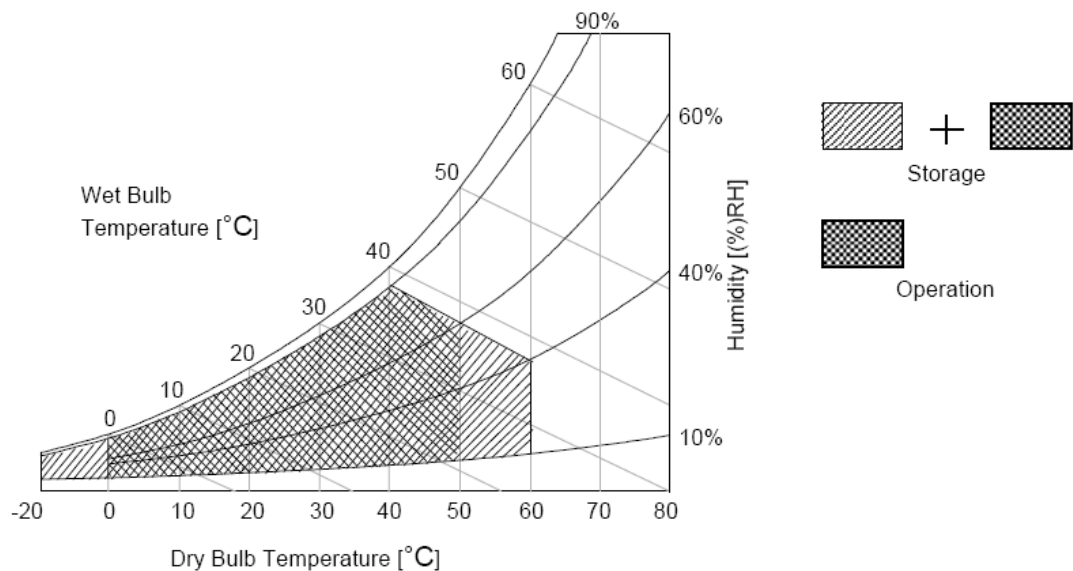 90%
60
60%
50
Wet Bulb
Temperature [°C]
40
40%
30
20
10
0
10%
Humidity [(%)RH]
-20 0 10 20 30 40 50 60 70 80
Dry Bulb Temperature [°C]
+
Storage
Operation